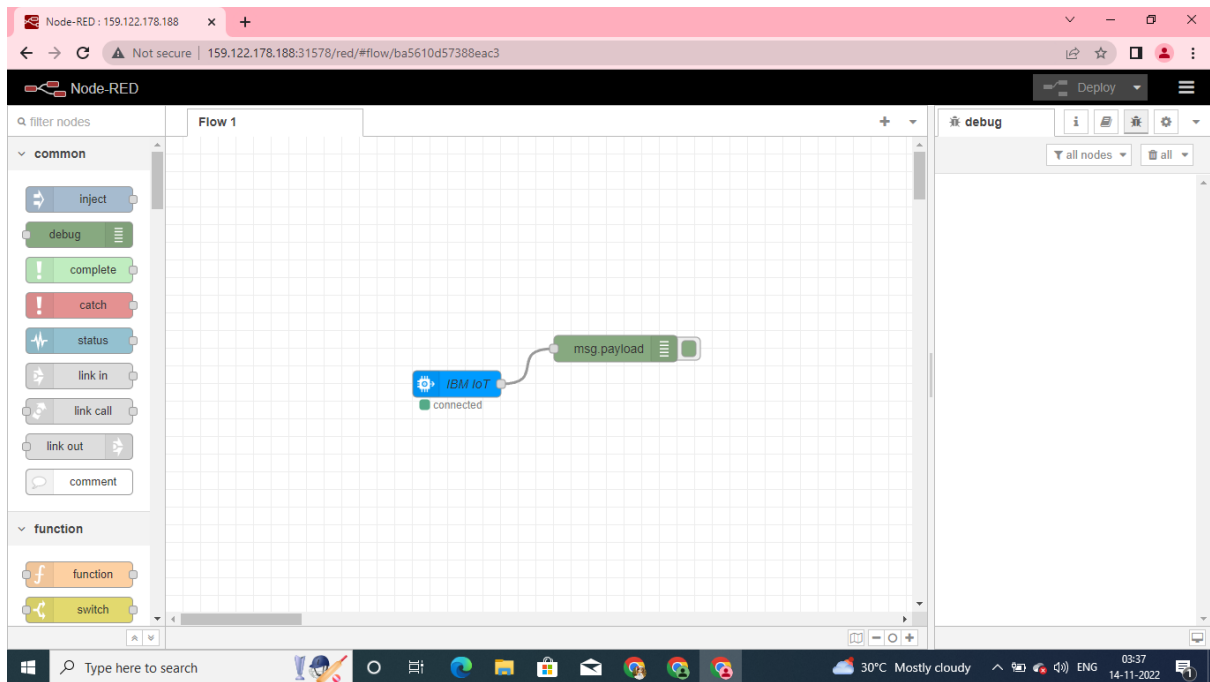 Node-RED : 159.122.178.188
Not secure | 159.122.178.188:31578/red/#flow/ba5610d57388eac3
Node-RED
Deploy
filter nodes
Flow 1
debug
i
all nodes
all
common
inject
debug
complete
catch
status
link in
link call
link out
comment
function
function
switch
msg.payload
IBM IoT
connected
Type here to search
30°C Mostly cloudy
ENG
03:37
14-11-2022
1